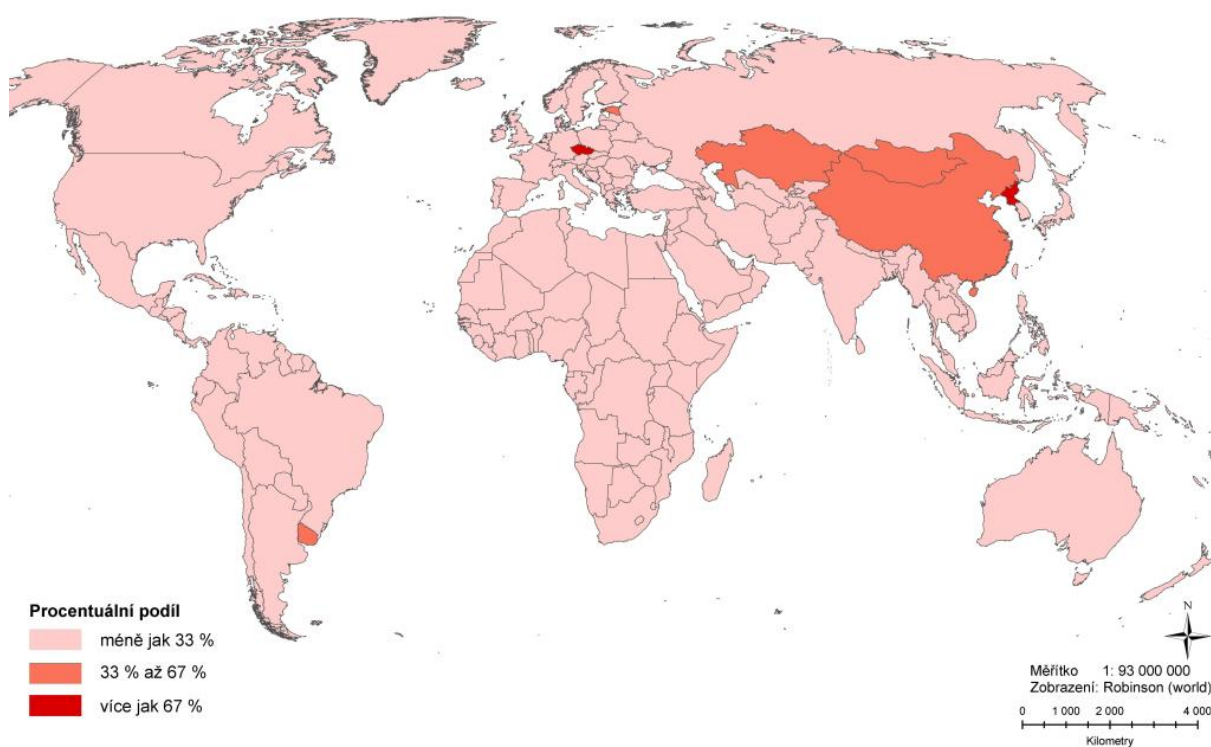 Procentuální podíl
méně jak 33 %
33 % až 67 %
více jak 67 %
N
Měřítko 1: 93 000 000
Zobrazení: Robinson (world)
0 1 000 2 000 4 000
Kilometry